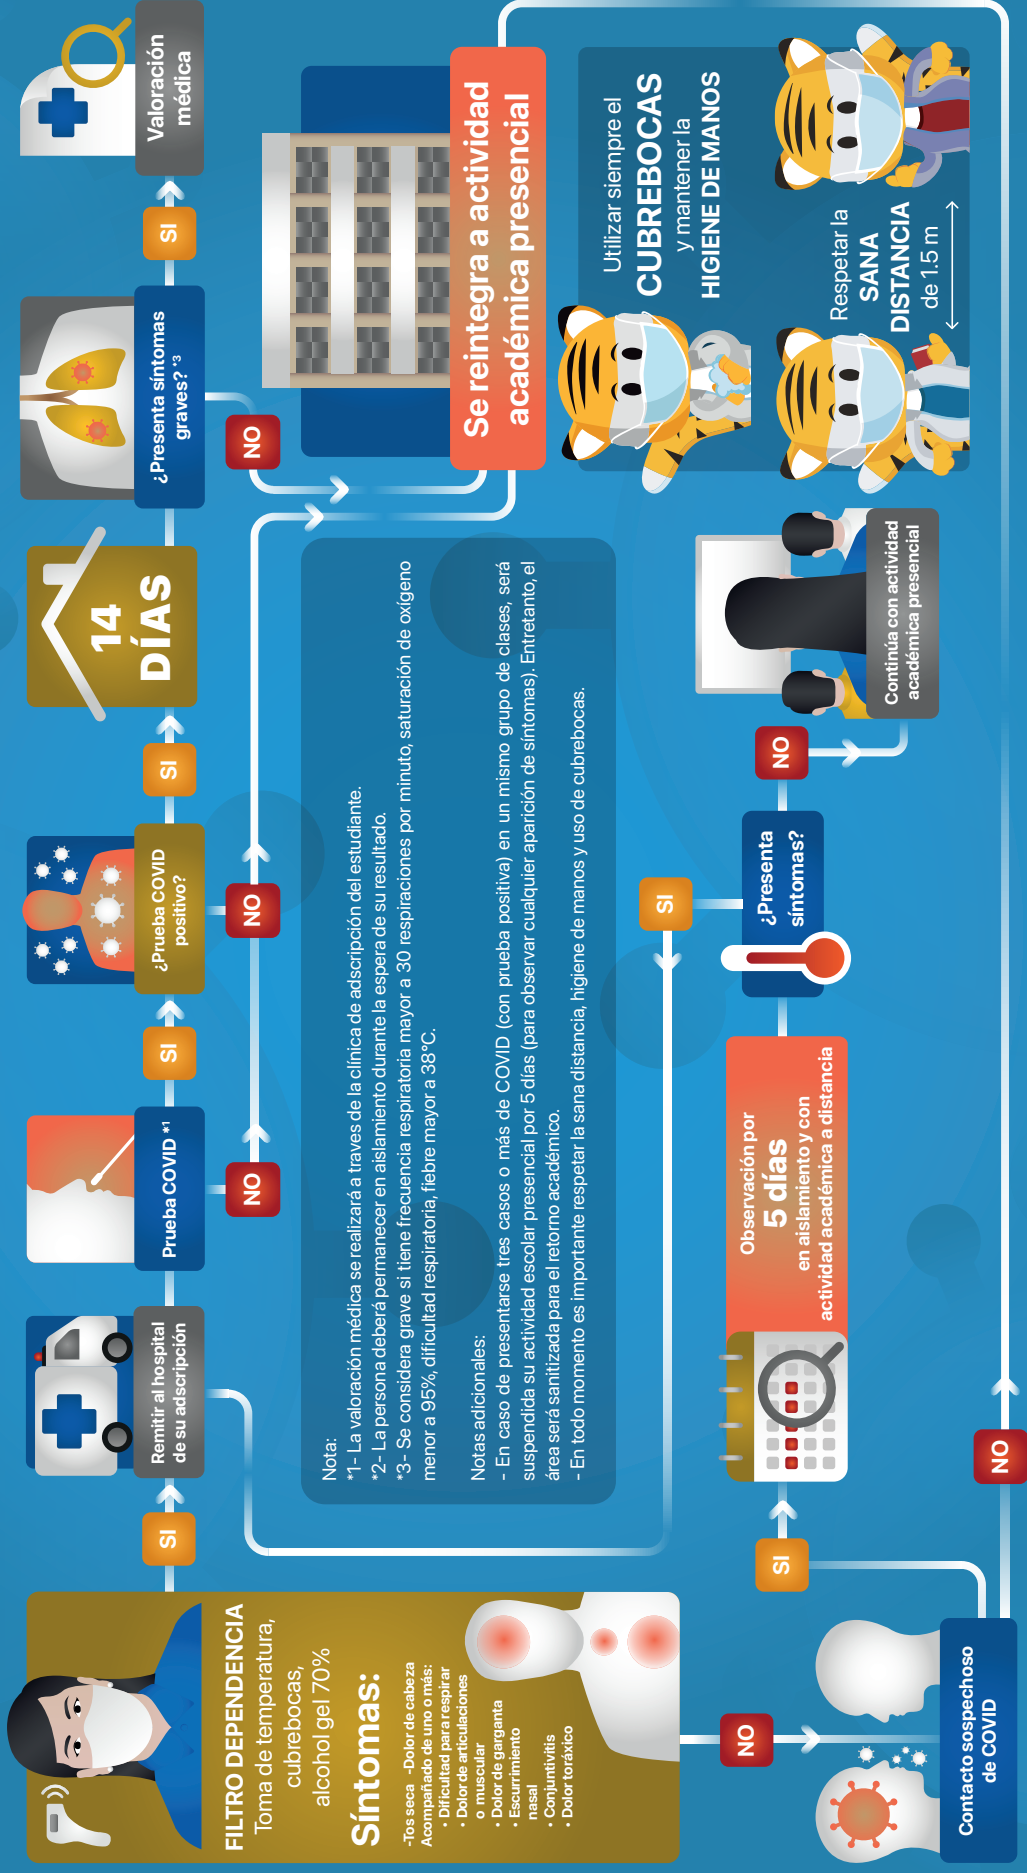 FILTRO DEPENDENCIA
Toma de temperatura,
cubrebocas,
alcohol gel 70%
Síntomas:
-Tos seca -Dolor de cabeza
Acompañado de uno o más:
• Dificultad para respirar
• Dolor de articulaciones
o muscular
• Dolor de garganta
• Escurrimiento
nasal
• Conjuntivitis
• Dolor toráxico
SI
Remitir al hospital
de su adscripción
Prueba COVID *1
SI
¿Prueba COVID
positivo?
SI
14
DÍAS
¿Presenta síntomas
graves? *3
SI
Valoración
médica
NO
NO
NO
Se reintegra a actividad
académica presencial
Nota:
*1- La valoración médica se realizará a traves de la clínica de adscripción del estudiante.
*2- La persona deberá permanecer en aislamiento durante la espera de su resultado.
*3- Se considera grave si tiene frecuencia respiratoria mayor a 30 respiraciones por minuto, saturación de oxígeno
menor a 95%, dificultad respiratoria, fiebre mayor a 38°C.
Notas adicionales:
- En caso de presentarse tres casos o más de COVID (con prueba positiva) en un mismo grupo de clases, será
suspendida su actividad escolar presencial por 5 días (para observar cualquier aparición de síntomas). Entretanto, el
área será sanitizada para el retorno académico.
- En todo momento es importante respetar la sana distancia, higiene de manos y uso de cubrebocas.
Utilizar siempre el
CUBREBOCAS
y mantener la
HIGIENE DE MANOS
Respetar la
SANA
DISTANCIA
de 1.5 m
NO
Contacto sospechoso
de COVID
SI
Observación por
5 días
en aislamiento y con
actividad académica a distancia
¿Presenta
síntomas?
SI
NO
Continúa con actividad
académica presencial
NO